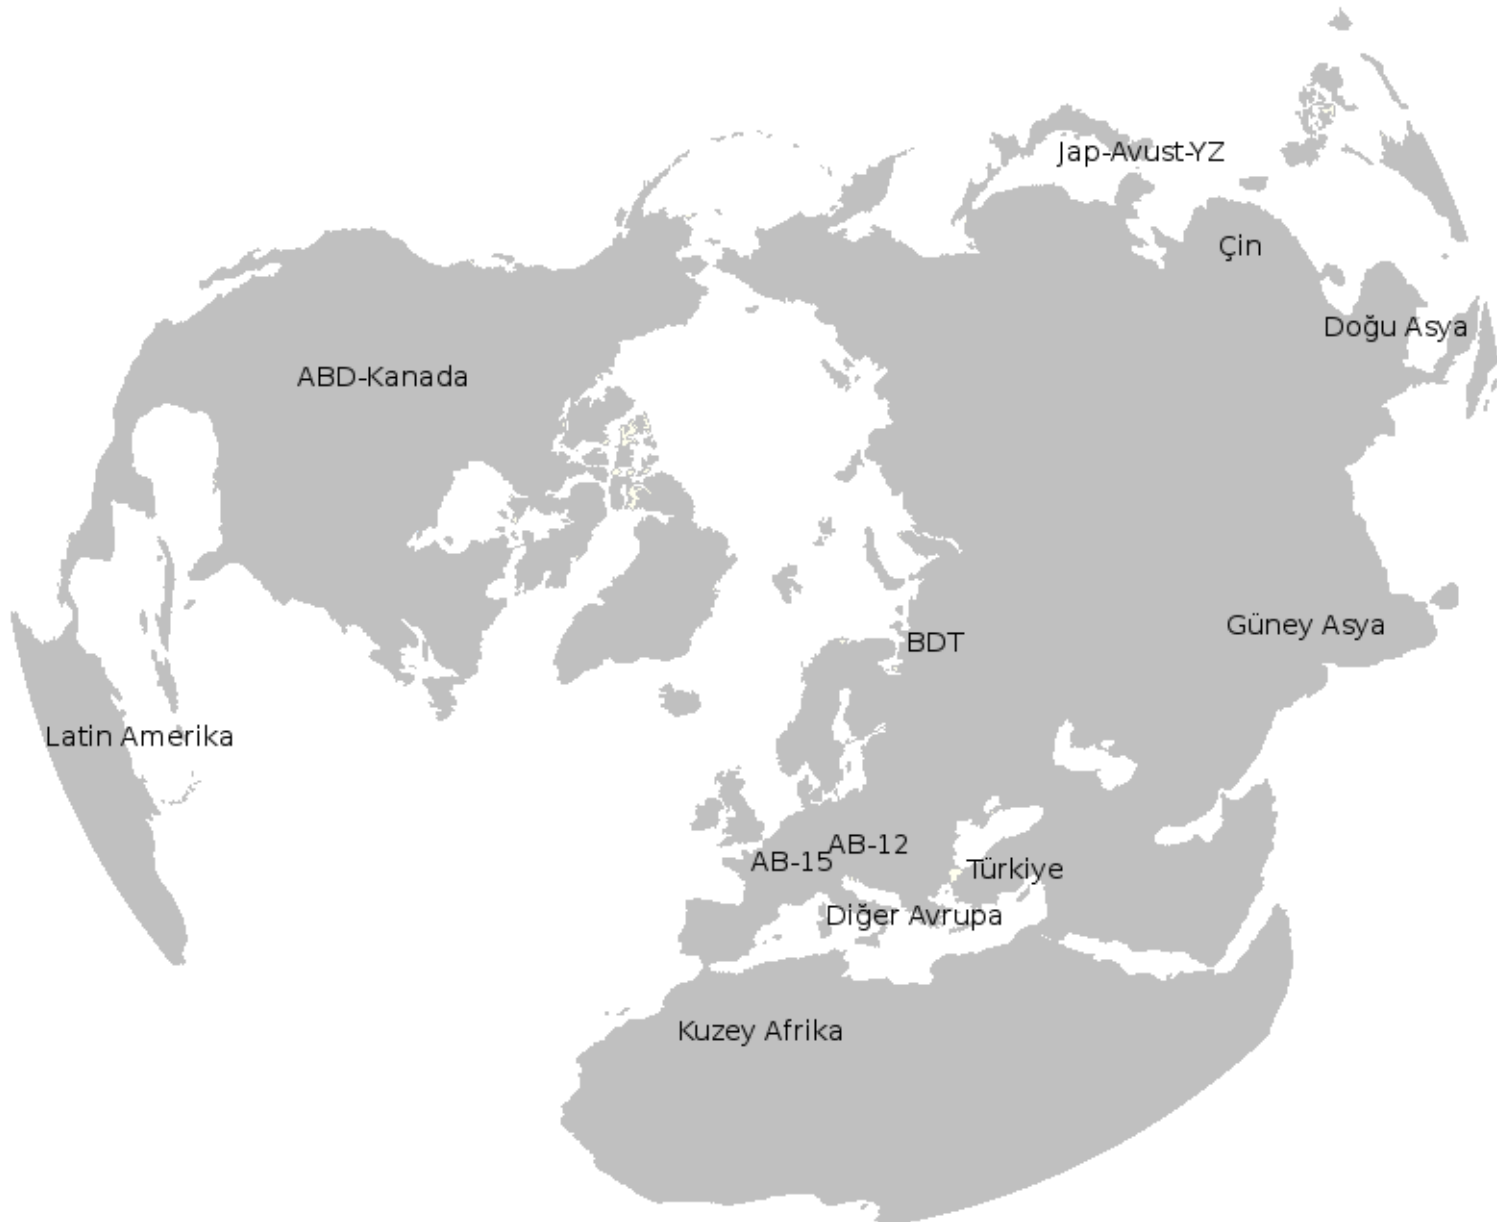 Jap-Avust-YZ
Çin
Doğu Asya
ABD-Kanada
Güney Asya
BDT
Latin Amerika
AB-12
AB-15
Türkiye
Diğer Avrupa
Kuzey Afrika